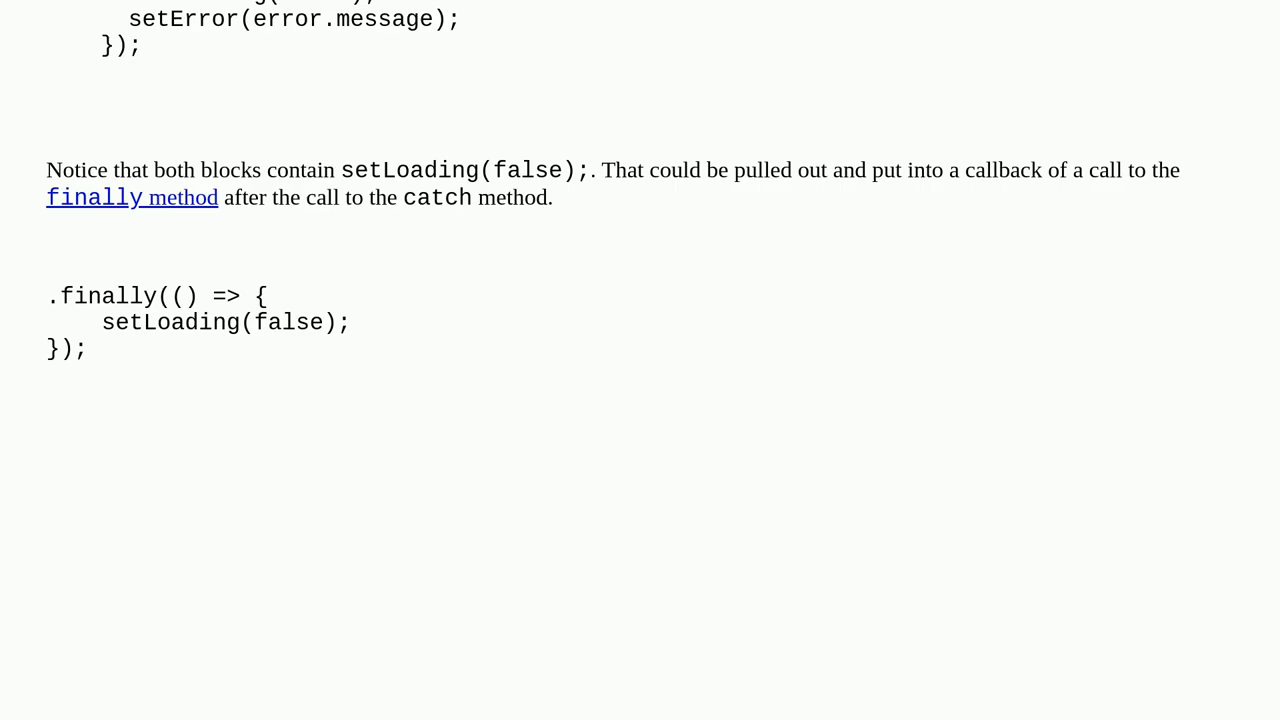 setError(error.message);
});
Notice that both blocks contain setLoading(false);. That could be pulled out and put into a callback of a call to the
finally method after the call to the catch method.
.finally(() => {
setLoading(false);
});